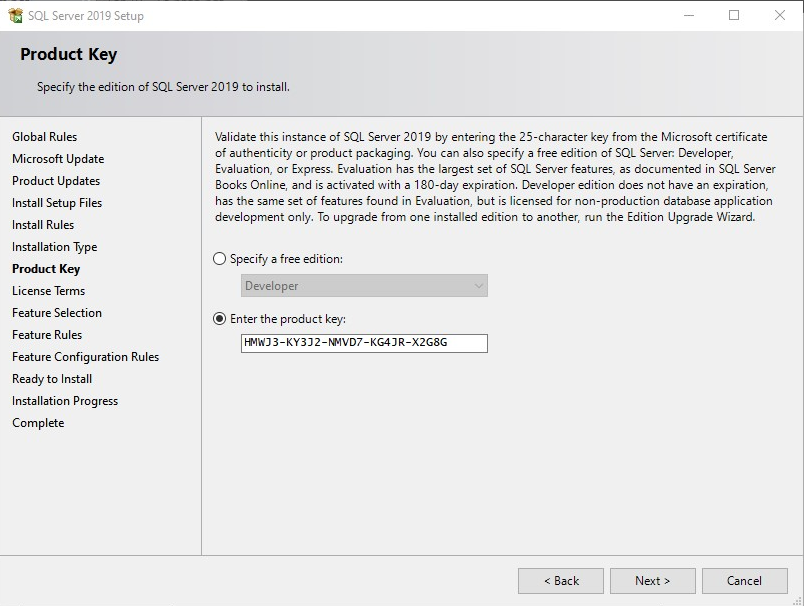 SQL Server 2019 Setup
Product Key
Specify the edition of SQL Server 2019 to install.
Global Rules
Microsoft Update
Product Updates
Install Setup Files
Install Rules
Installation Type
Product Key
License Terms
Feature Selection
Feature Rules
Feature Configuration Rules
Ready to Install
Installation Progress
Complete
Validate this instance of SQL Server 2019 by entering the 25-character key from the Microsoft certificate
of authenticity or product packaging. You can also specify a free edition of SQL Server: Developer,
Evaluation, or Express. Evaluation has the largest set of SQL Server features, as documented in SQL Server
Books Online, and is activated with a 180-day expiration. Developer edition does not have an expiration,
has the same set of features found in Evaluation, but is licensed for non-production database application
development only. To upgrade from one installed edition to another, run the Edition Upgrade Wizard.
Specify a free edition:
Developer
Enter the product key:
HMWJ3-KY3J2-NMVD7-KG4JR-X2G8G
< Back
Next >
Cancel